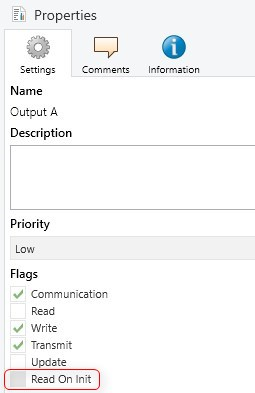 Properties
Settings
Comments
Information
Name
Output A
Description
Priority
Low
Flags
Communication
Read
Write
Transmit
Update
Read On Init